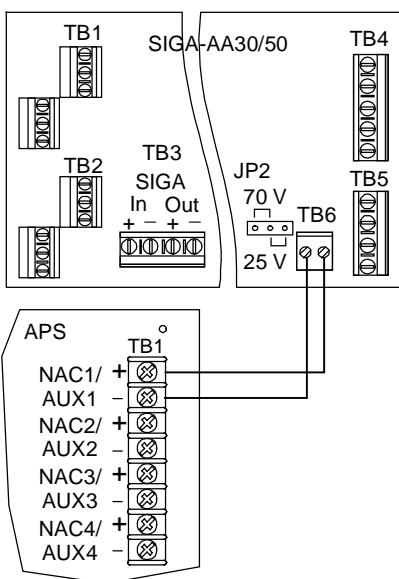 TB1
SIGA-AA30/50
TB4
TB2
TB3
SIGA
In Out
+ − + −
JP2
70 V
25 V
TB6
TB5
APS
TB1
NAC1/ +
AUX1 −
NAC2/ +
AUX2 −
NAC3/ +
AUX3 −
NAC4/ +
AUX4 −